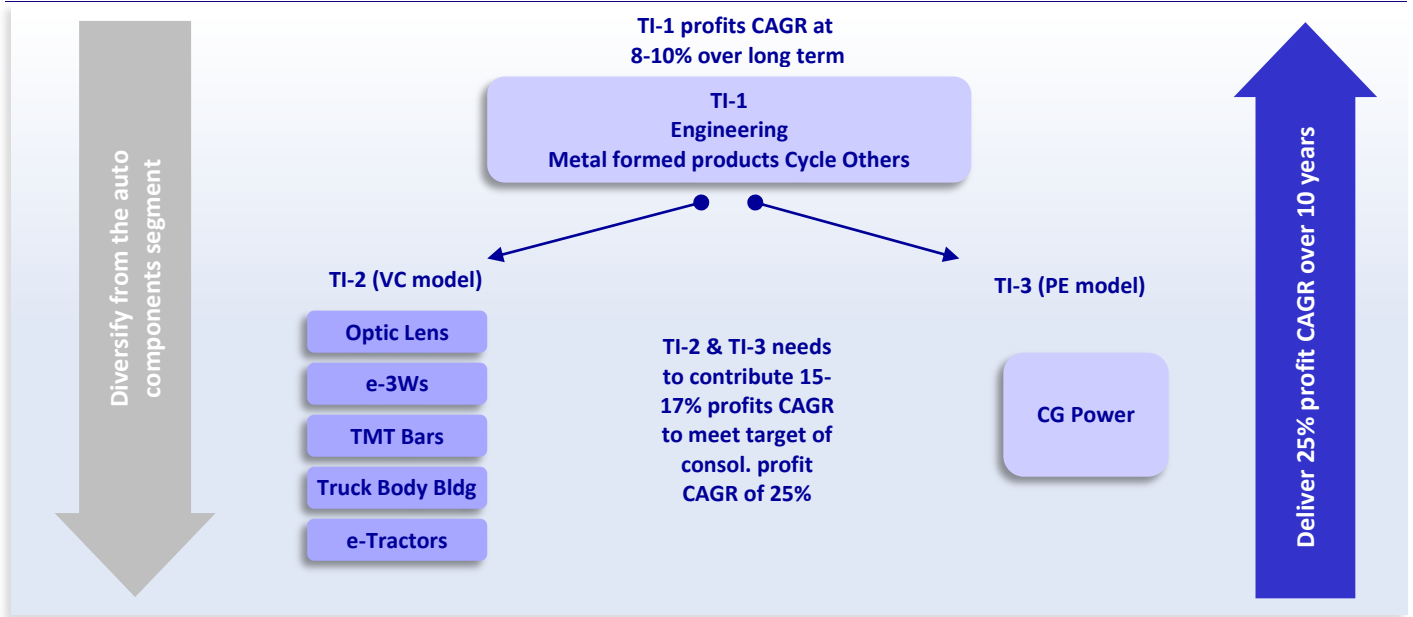 TI-1 profits CAGR at
8-10% over long term
TI-1
Engineering
Metal formed products Cycle Others
Diversify from the auto
components segment
TI-2 (VC model)
Optic Lens
e-3Ws
TMT Bars
Truck Body Bldg
e-Tractors
TI-2 & TI-3 needs
to contribute 15-
17% profits CAGR
to meet target of
consol. profit
CAGR of 25%
TI-3 (PE model)
CG Power
Deliver 25% profit CAGR over 10 years